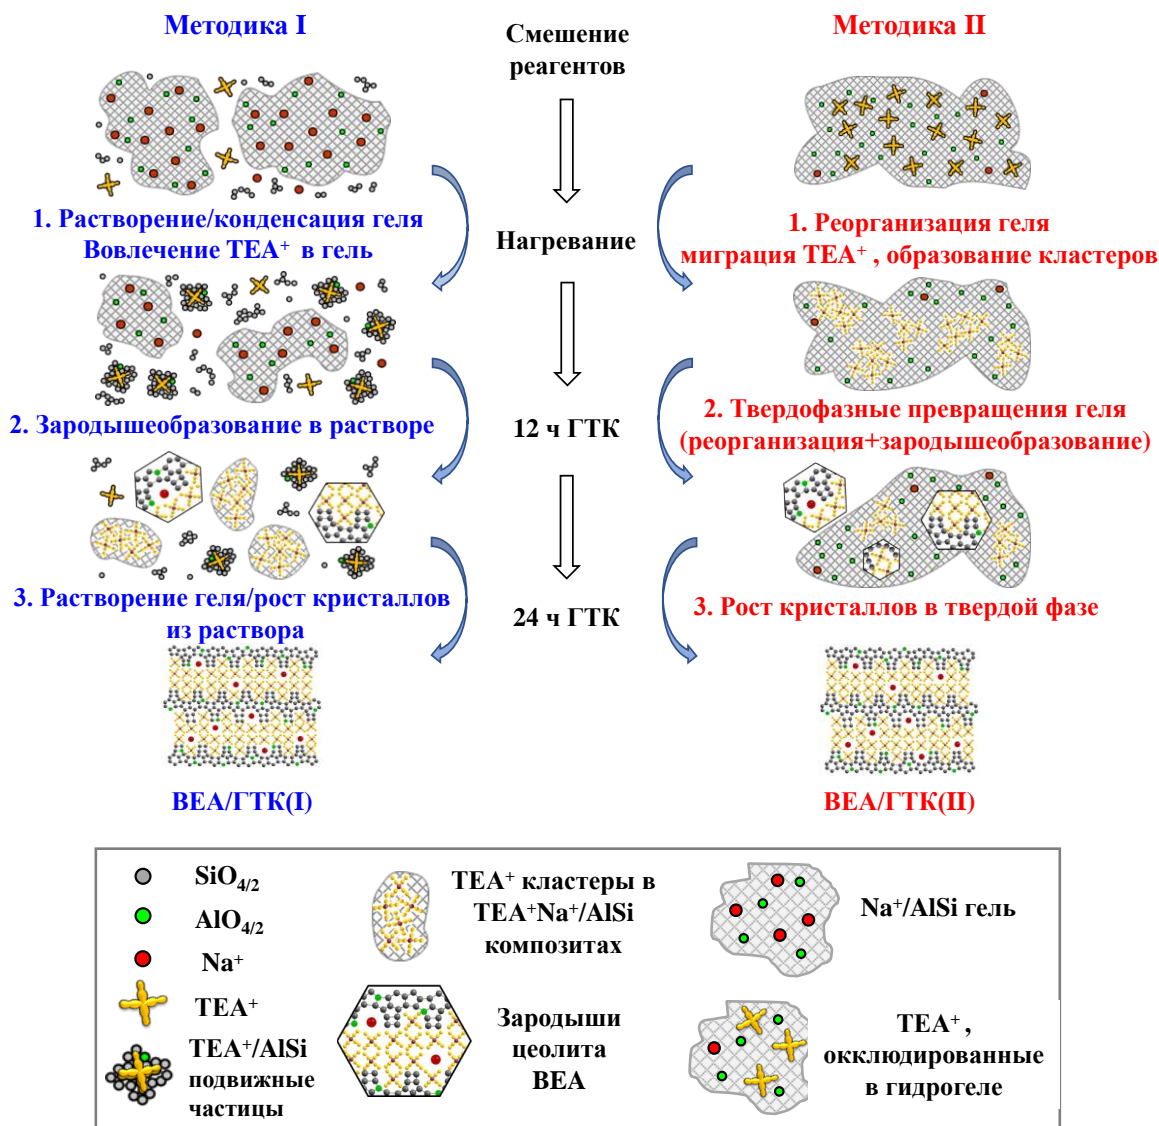 Методика I
Смешение
реагентов
Методика II
1. Растворение/конденсация геля
Вовлечение TEA⁺ в гель
Нагревание
1. Реорганизация геля
миграция TEA⁺ , образование кластеров
2. Зародышеобразование в растворе
12 ч ГТК
2. Твердофазные превращения геля
(реорганизация+зародышеобразование)
3. Растворение геля/рост кристаллов
из раствора
24 ч ГТК
3. Рост кристаллов в твердой фазе
BEA/ГТК(I)
BEA/ГТК(II)
SiO₄/₂
AlO₄/₂
Na⁺
TEA⁺
TEA⁺/AlSi
подвижные
частицы
TEA⁺ кластеры в
TEA⁺Na⁺/AlSi
композитах
Зародыши
цеолита
BEA
Na⁺/AlSi гель
TEA⁺ ,
окклюдированные
в гидрогеле